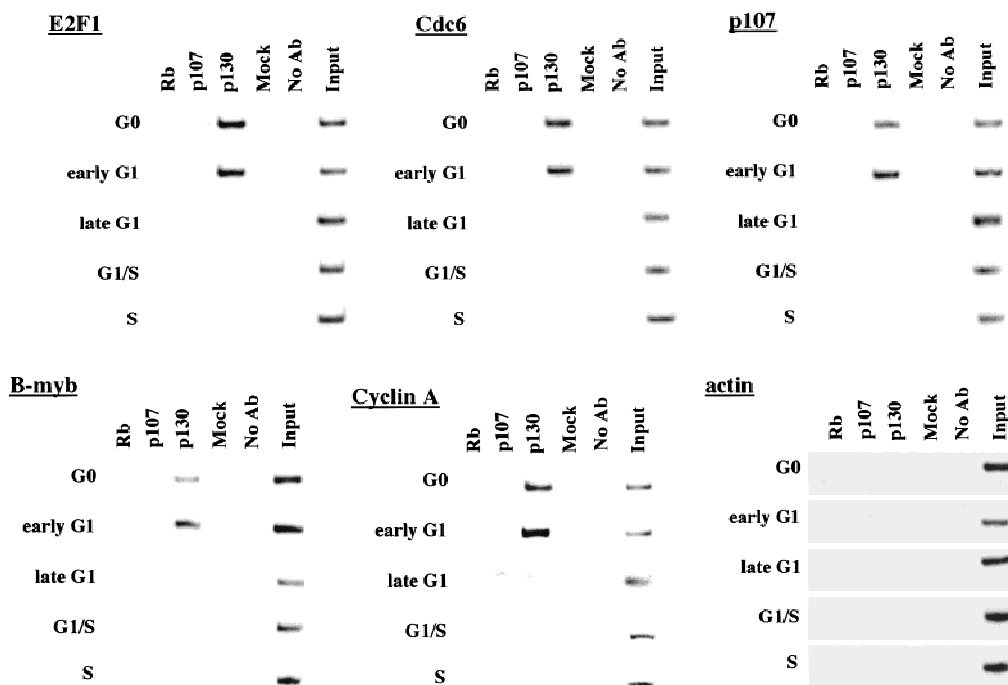 E2F1
Rb p107 p130 Mock No Ab Input
G0
early G1
late G1
G1/S
S
Cdc6
Rb p107 p130 Mock No Ab Input
G0
early G1
late G1
G1/S
S
p107
Rb p107 p130 Mock No Ab Input
G0
early G1
late G1
G1/S
S
B-myb
Rb p107 p130 Mock No Ab Input
G0
early G1
late G1
G1/S
S
Cyclin A
Rb p107 p130 Mock No Ab Input
G0
early G1
late G1
G1/S
S
actin
Rb p107 p130 Mock No Ab Input
G0
early G1
late G1
G1/S
S